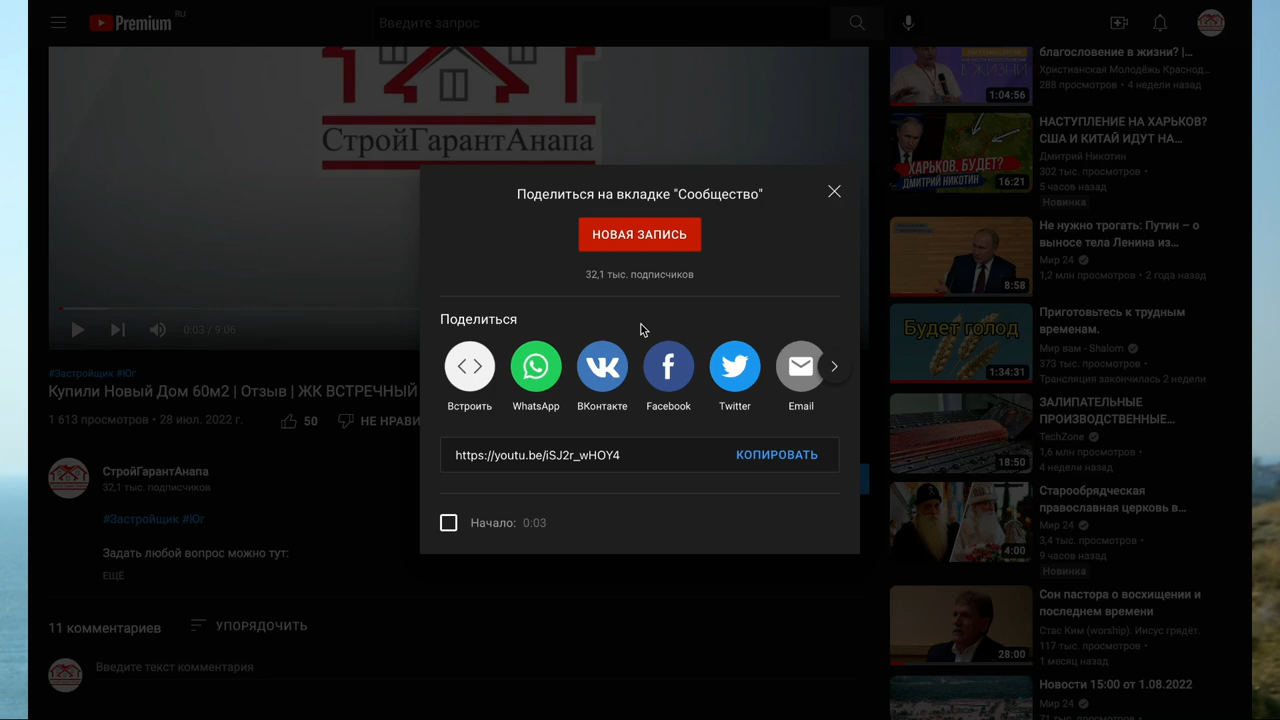 Premium RU
Введите запрос
СтройГарантАнапа
0:03 / 9:06
#Застройщик #Юг
Купили Новый Дом 60м2 | Отзыв | ЖК ВСТРЕЧНЫЙ
1 613 просмотров • 28 июл. 2022 г.
50
НЕ НРАВИ
СтройГарантАнапа
32,1 тыс. подписчиков
#Застройщик #Юг
Задать любой вопрос можно тут:
ЕЩЁ
11 комментариев
УПОРЯДОЧИТЬ
Введите текст комментария
Поделиться на вкладке "Сообщество"
НОВАЯ ЗАПИСЬ
32,1 тыс. подписчиков
Поделиться
Встроить
WhatsApp
ВКонтакте
Facebook
Twitter
Email
https://youtu.be/iSJ2r_wHOY4
КОПИРОВАТЬ
Начало: 0:03
В ЖИЗНИ
1:04:56
благословение в жизни? |...
Христианская Молодёжь Краснод...
288 просмотров • 4 недели назад
ХАРЬКОВ. БУДЕТ?
ДМИТРИЙ НИКОТИН
16:21
НАСТУПЛЕНИЕ НА ХАРЬКОВ?
США И КИТАЙ ИДУТ НА...
Дмитрий Никотин
302 тыс. просмотров •
5 часов назад
Новинка
8:58
Не нужно трогать: Путин – о
выносе тела Ленина из...
Мир 24
1,2 млн просмотров • 2 года назад
Будет голод
1:34:31
Приготовьтесь к трудным
временам.
Мир вам - Shalom
373 тыс. просмотров •
Трансляция закончилась 2 недели
18:50
ЗАЛИПАТЕЛЬНЫЕ
ПРОИЗВОДСТВЕННЫЕ...
TechZone
1,6 млн просмотров •
4 недели назад
4:00
Старообрядческая
православная церковь в...
Мир 24
3,4 тыс. просмотров •
9 часов назад
Новинка
28:00
Сон пастора о восхищении и
последнем времени
Стас Ким (worship). Иисус грядёт.
117 тыс. просмотров •
1 месяц назад
Новости 15:00 от 1.08.2022
Мир 24
71 тыс. просмотров •